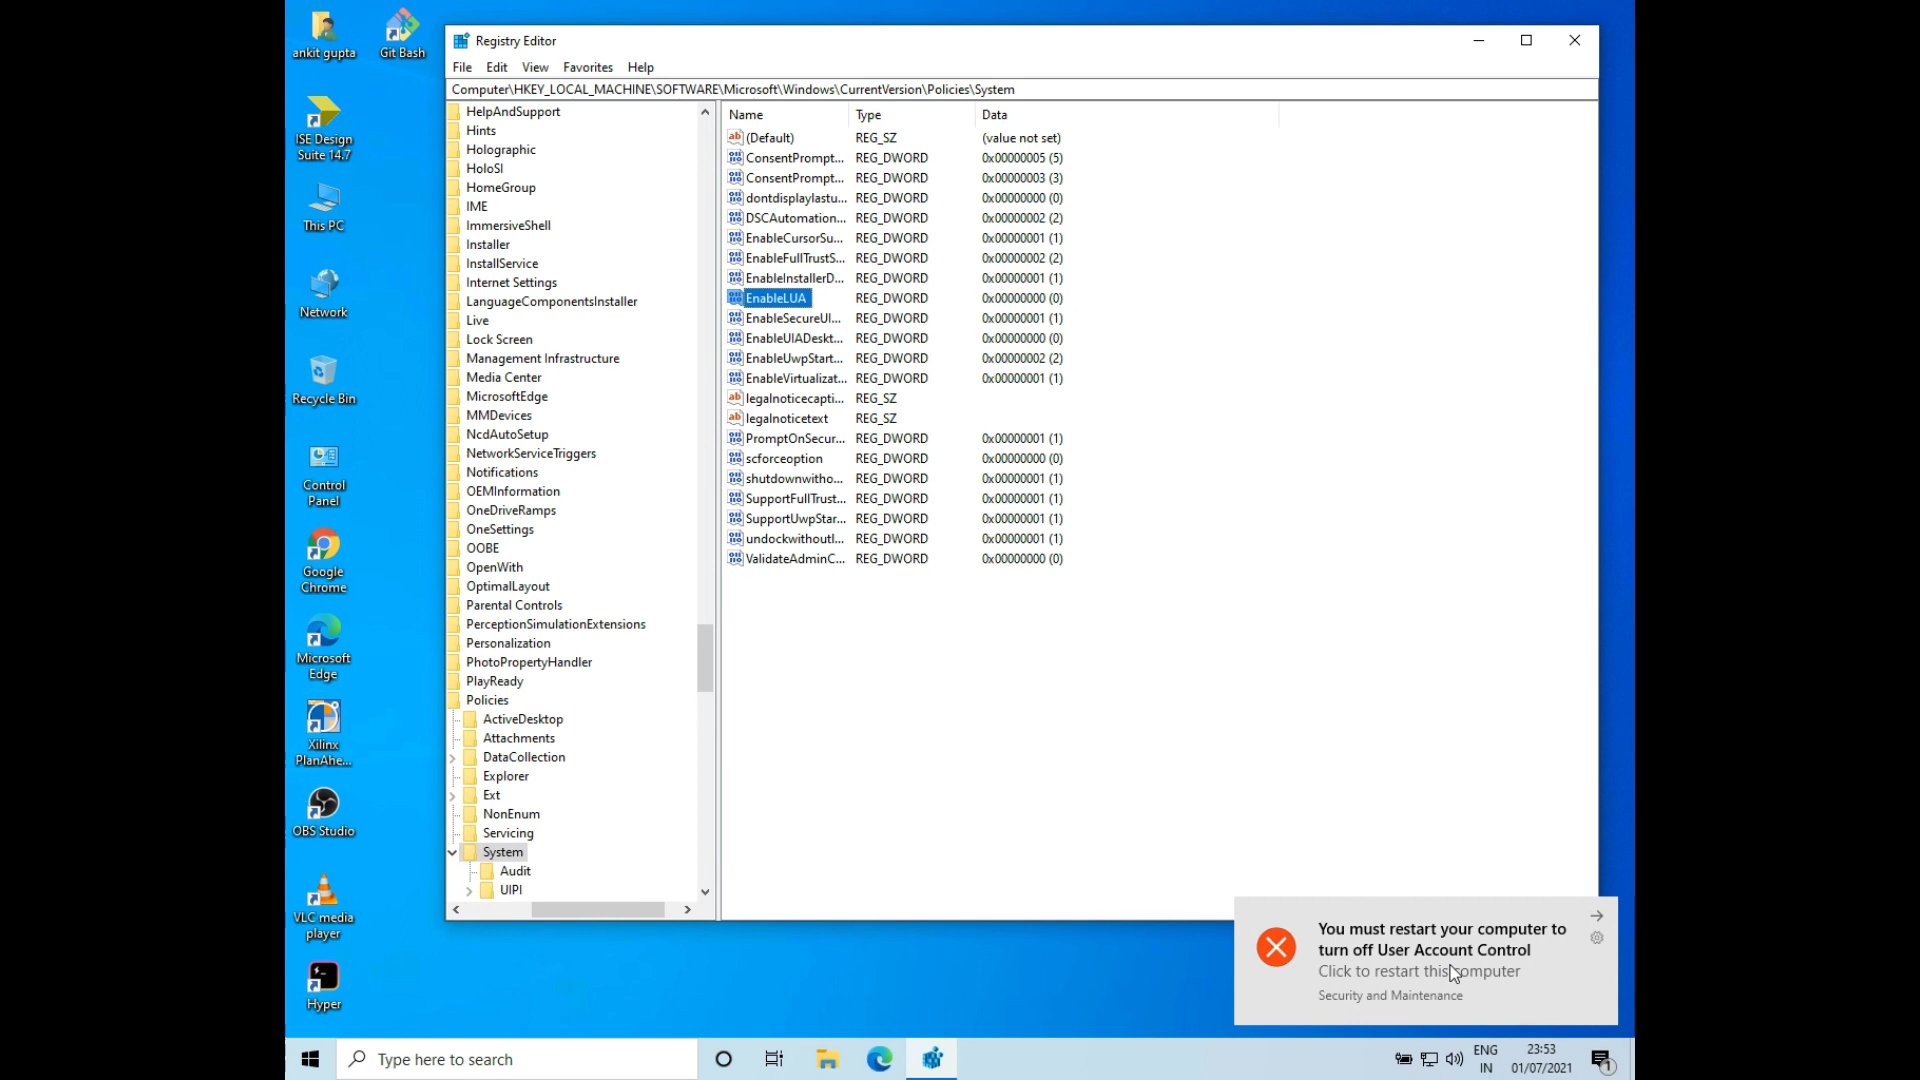 ankit gupta
Git Bash
ISE Design
Suite 14.7
This PC
Network
Recycle Bin
Control
Panel
Google
Chrome
Microsoft
Edge
Xilinx
PlanAhe...
OBS Studio
VLC media
player
Hyper
Registry Editor
File Edit View Favorites Help
Computer\HKEY_LOCAL_MACHINE\SOFTWARE\Microsoft\Windows\CurrentVersion\Policies\System
HelpAndSupport
Hints
Holographic
HoloSI
HomeGroup
IME
ImmersiveShell
Installer
InstallService
Internet Settings
LanguageComponentsInstaller
Live
Lock Screen
Management Infrastructure
Media Center
MicrosoftEdge
MMDevices
NcdAutoSetup
NetworkServiceTriggers
Notifications
OEMInformation
OneDriveRamps
OneSettings
OOBE
OpenWith
OptimalLayout
Parental Controls
PerceptionSimulationExtensions
Personalization
PhotoPropertyHandler
PlayReady
Policies
ActiveDesktop
Attachments
DataCollection
Explorer
Ext
NonEnum
Servicing
System
Audit
UIPI
Name Type Data
(Default) REG_SZ (value not set)
ConsentPrompt... REG_DWORD 0x00000005 (5)
ConsentPrompt... REG_DWORD 0x00000003 (3)
dontdisplaylastu... REG_DWORD 0x00000000 (0)
DSCAutomation... REG_DWORD 0x00000002 (2)
EnableCursorSu... REG_DWORD 0x00000001 (1)
EnableFullTrustS... REG_DWORD 0x00000002 (2)
EnableInstallerD... REG_DWORD 0x00000001 (1)
EnableLUA REG_DWORD 0x00000000 (0)
EnableSecureUI... REG_DWORD 0x00000001 (1)
EnableUIADeskt... REG_DWORD 0x00000000 (0)
EnableUwpStart... REG_DWORD 0x00000002 (2)
EnableVirtualizat... REG_DWORD 0x00000001 (1)
legalnoticecapti... REG_SZ
legalnoticetext REG_SZ
PromptOnSecur... REG_DWORD 0x00000001 (1)
scforceoption REG_DWORD 0x00000000 (0)
shutdownwitho... REG_DWORD 0x00000001 (1)
SupportFullTrust... REG_DWORD 0x00000001 (1)
SupportUwpStar... REG_DWORD 0x00000001 (1)
undockwithoutl... REG_DWORD 0x00000001 (1)
ValidateAdminC... REG_DWORD 0x00000000 (0)
You must restart your computer to
turn off User Account Control
Click to restart this computer
Security and Maintenance
Type here to search
ENG
IN
23:53
01/07/2021
1